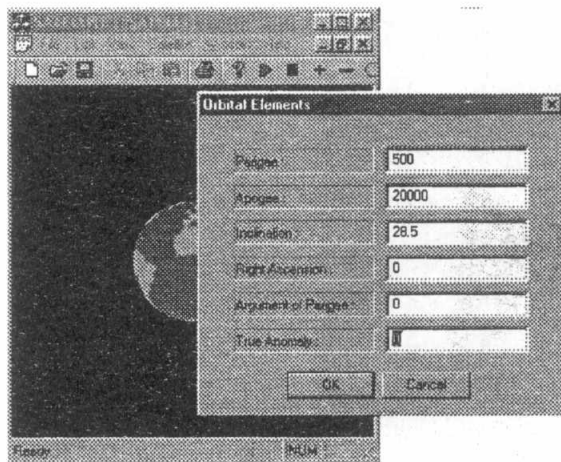 Orbital Elements
Perigee : 500
Apogee : 20000
Inclination : 28.5
Right Ascension : 0
Argument of Perigee : 0
True Anomaly : 0
OK Cancel
Ready NUM